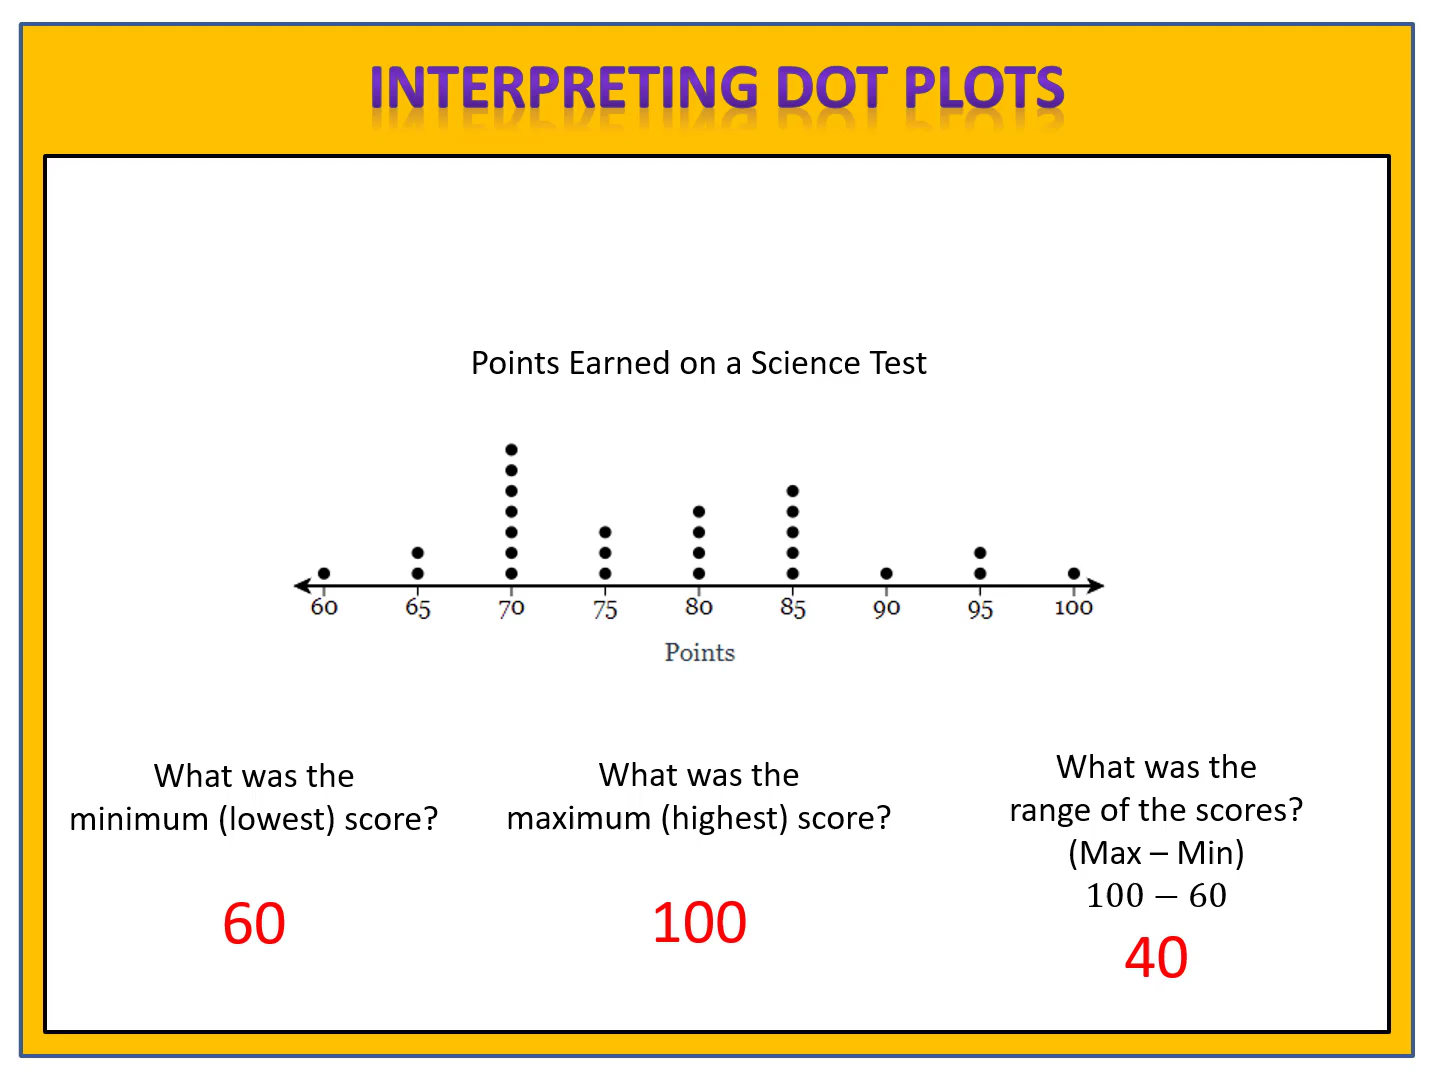 INTERPRETING DOT PLOTS
Points Earned on a Science Test
60 65 70 75 80 85 90 95 100
Points
What was the
minimum (lowest) score?
60
What was the
maximum (highest) score?
100
What was the
range of the scores?
(Max – Min)
100 − 60
40